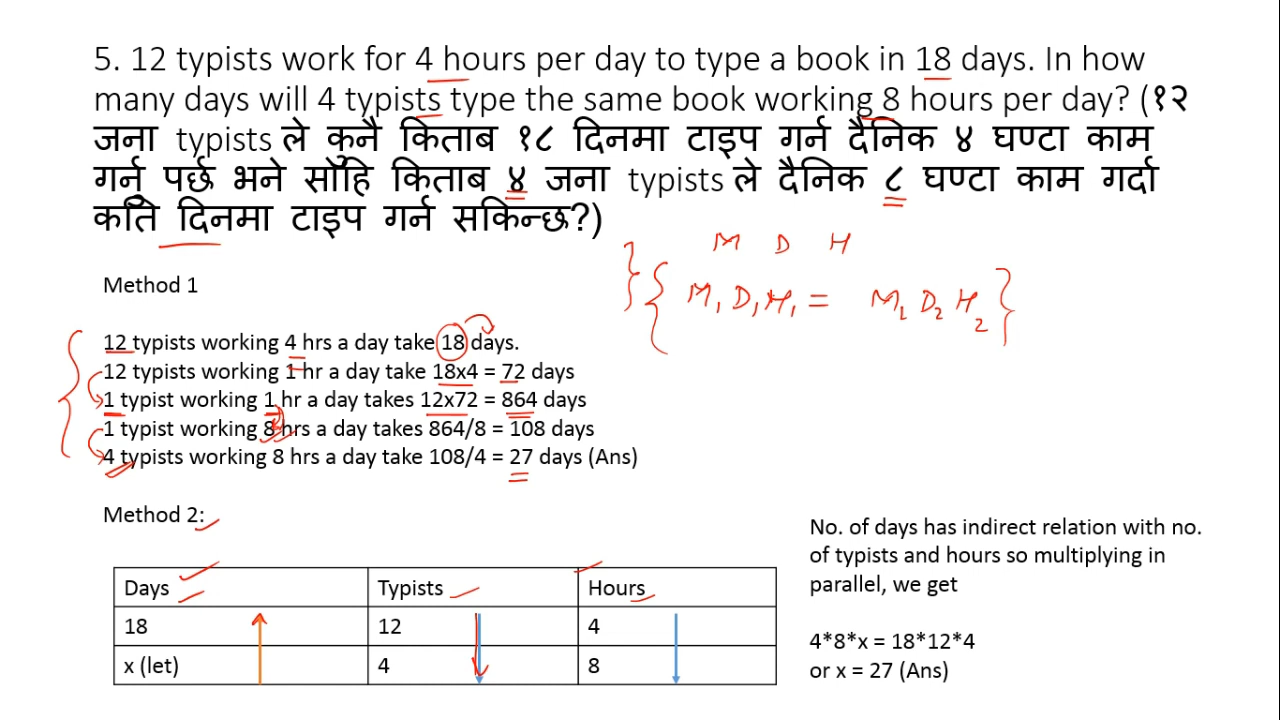 5. 12 typists work for 4 hours per day to type a book in 18 days. In how
many days will 4 typists type the same book working 8 hours per day? (१२
जना typists ले कुनै किताब १८ दिनमा टाइप गर्न दैनिक ४ घण्टा काम
गर्नु पर्छ भने सोहि किताब ४ जना typists ले दैनिक ८ घण्टा काम गर्दा
कति दिनमा टाइप गर्न सकिन्छ?)
M D H
M₁ D₁ H₁ = M₂ D₂ H₂
Method 1
12 typists working 4 hrs a day take 18 days.
12 typists working 1 hr a day take 18x4 = 72 days
1 typist working 1 hr a day takes 12x72 = 864 days
1 typist working 8 hrs a day takes 864/8 = 108 days
4 typists working 8 hrs a day take 108/4 = 27 days (Ans)
Method 2:
Days Typists Hours
18 12 4
x (let) 4 8
No. of days has indirect relation with no.
of typists and hours so multiplying in
parallel, we get
4*8*x = 18*12*4
or x = 27 (Ans)